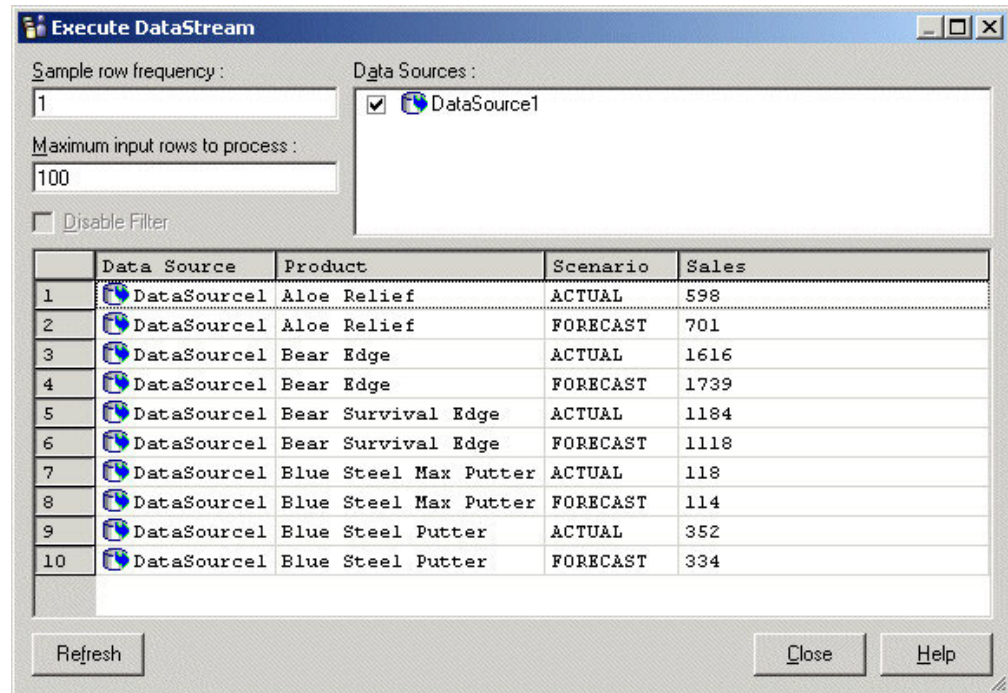 Execute DataStream
Sample row frequency :
1
Maximum input rows to process :
100
Disable Filter
Data Sources :
DataSource1
Data Source Product Scenario Sales
1 DataSource1 Aloe Relief ACTUAL 598
2 DataSource1 Aloe Relief FORECAST 701
3 DataSource1 Bear Edge ACTUAL 1616
4 DataSource1 Bear Edge FORECAST 1739
5 DataSource1 Bear Survival Edge ACTUAL 1184
6 DataSource1 Bear Survival Edge FORECAST 1118
7 DataSource1 Blue Steel Max Putter ACTUAL 118
8 DataSource1 Blue Steel Max Putter FORECAST 114
9 DataSource1 Blue Steel Putter ACTUAL 352
10 DataSource1 Blue Steel Putter FORECAST 334
Refresh Close Help